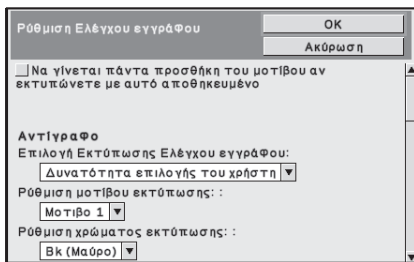 Ρύθμιση Ελέγχου εγγράφου
OK
Ακύρωση
Να γίνεται πάντα προσθήκη του μοτίβου αν
εκτυπώνετε με αυτό αποθηκευμένο
Αντίγραφο
Επιλογή Εκτύπωσης Ελέγχου εγγράφου:
Δυνατότητα επιλογής του χρήστη
Ρύθμιση μοτίβου εκτύπωσης: :
Μοτιβο 1
Ρύθμιση χρώματος εκτύπωσης: :
Bk (Μαύρο)